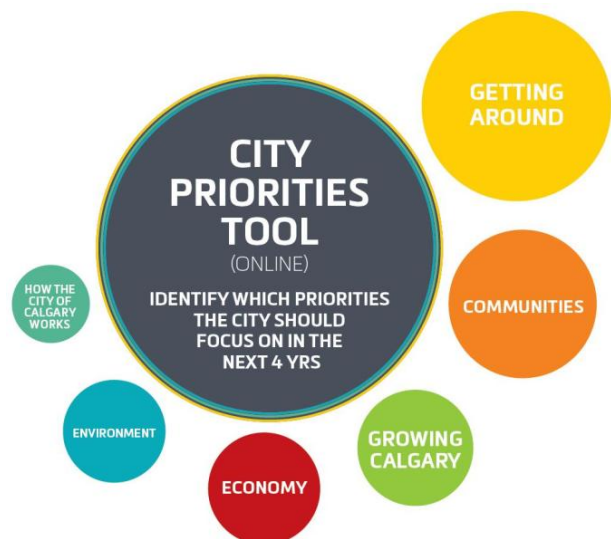 CITY
PRIORITIES
TOOL
(ONLINE)
IDENTIFY WHICH PRIORITIES
THE CITY SHOULD
FOCUS ON IN THE
NEXT 4 YRS
GETTING
AROUND
COMMUNITIES
GROWING
CALGARY
ECONOMY
ENVIRONMENT
HOW THE
CITY OF
CALGARY
WORKS